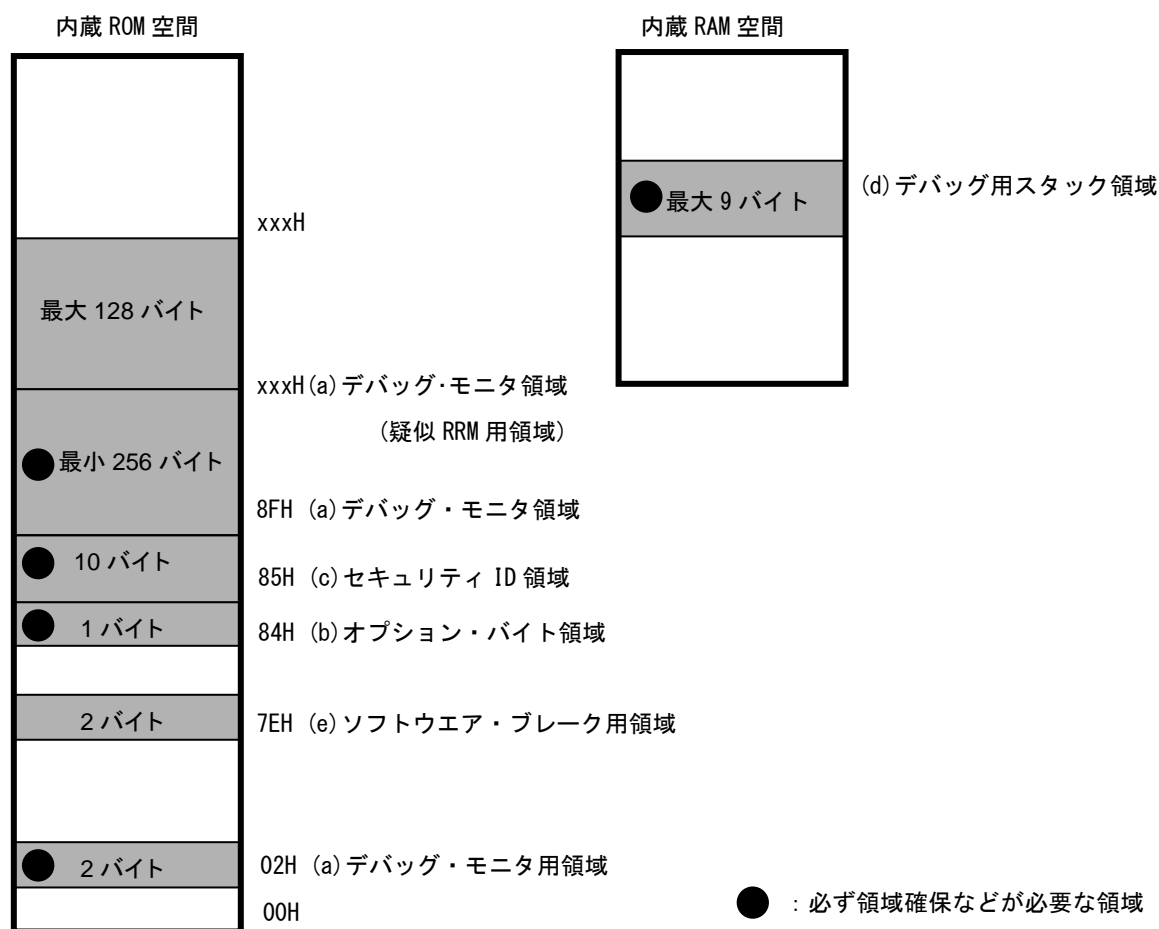 内蔵 ROM 空間
xxxH
最大 128 バイト
xxxH(a)デバッグ・モニタ領域
(疑似 RRM 用領域)
●最小 256 バイト
8FH (a)デバッグ・モニタ領域
● 10 バイト
85H (c)セキュリティ ID 領域
● 1 バイト
84H (b)オプション・バイト領域
2 バイト
7EH (e)ソフトウエア・ブレーク用領域
● 2 バイト
02H (a)デバッグ・モニタ用領域
00H
内蔵 RAM 空間
●最大 9 バイト
(d)デバッグ用スタック領域
● :必ず領域確保などが必要な領域